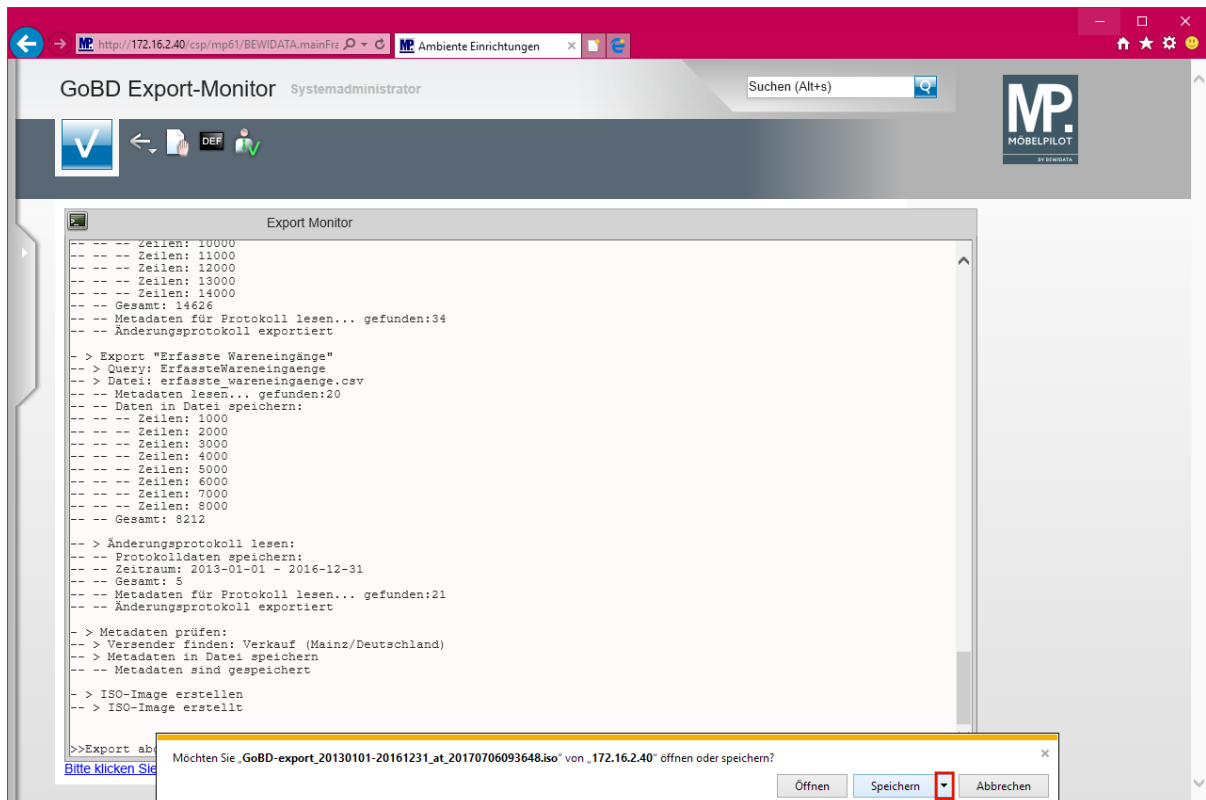 http://172.16.2.40/csp/mp61/BEWIDATA.mainFra
MP. Ambiente Einrichtungen
GoBD Export-Monitor Systemadministrator
Suchen (Alt+s)
DEF
MP.
MÖBELPILOT
BY BEWIDATA
Export Monitor
-- -- -- Zeilen: 10000
-- -- -- Zeilen: 11000
-- -- -- Zeilen: 12000
-- -- -- Zeilen: 13000
-- -- -- Zeilen: 14000
-- -- Gesamt: 14626
-- -- Metadaten für Protokoll lesen... gefunden:34
-- -- Änderungsprotokoll exportiert
- > Export "Erfasste Wareneingänge"
-- > Query: ErfassteWareneingaenge
-- > Datei: erfasste_wareneingaenge.csv
-- -- Metadaten lesen... gefunden:20
-- -- Daten in Datei speichern:
-- -- -- Zeilen: 1000
-- -- -- Zeilen: 2000
-- -- -- Zeilen: 3000
-- -- -- Zeilen: 4000
-- -- -- Zeilen: 5000
-- -- -- Zeilen: 6000
-- -- -- Zeilen: 7000
-- -- -- Zeilen: 8000
-- -- Gesamt: 8212
-- > Änderungsprotokoll lesen:
-- -- Protokolldaten speichern:
-- -- Zeitraum: 2013-01-01 - 2016-12-31
-- -- Gesamt: 5
-- -- Metadaten für Protokoll lesen... gefunden:21
-- -- Änderungsprotokoll exportiert
- > Metadaten prüfen:
-- > Versender finden: Verkauf (Mainz/Deutschland)
-- > Metadaten in Datei speichern
-- -- Metadaten sind gespeichert
- > ISO-Image erstellen
-- > ISO-Image erstellt
>>Export
Bitte klicken Sie
Möchten Sie „GoBD-export_20130101-20161231_at_20170706093648.iso" von „172.16.2.40" öffnen oder speichern?
Öffnen
Speichern
Abbrechen